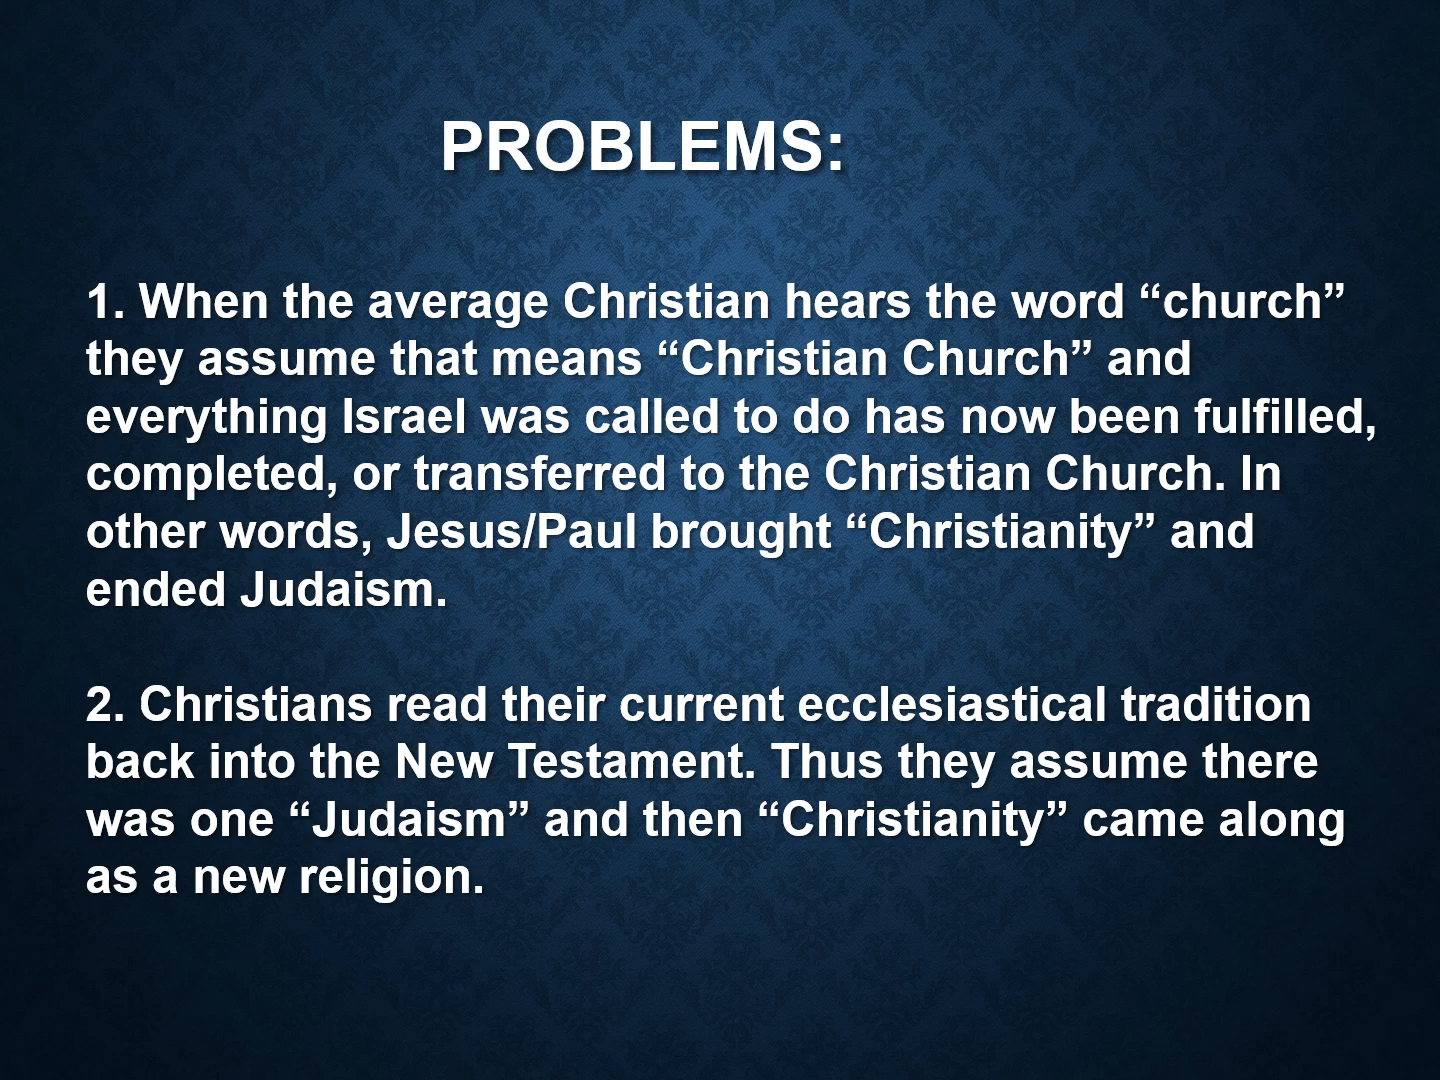 PROBLEMS:
1. When the average Christian hears the word “church”
they assume that means “Christian Church” and
everything Israel was called to do has now been fulfilled,
completed, or transferred to the Christian Church. In
other words, Jesus/Paul brought “Christianity” and
ended Judaism.
2. Christians read their current ecclesiastical tradition
back into the New Testament. Thus they assume there
was one “Judaism” and then “Christianity” came along
as a new religion.